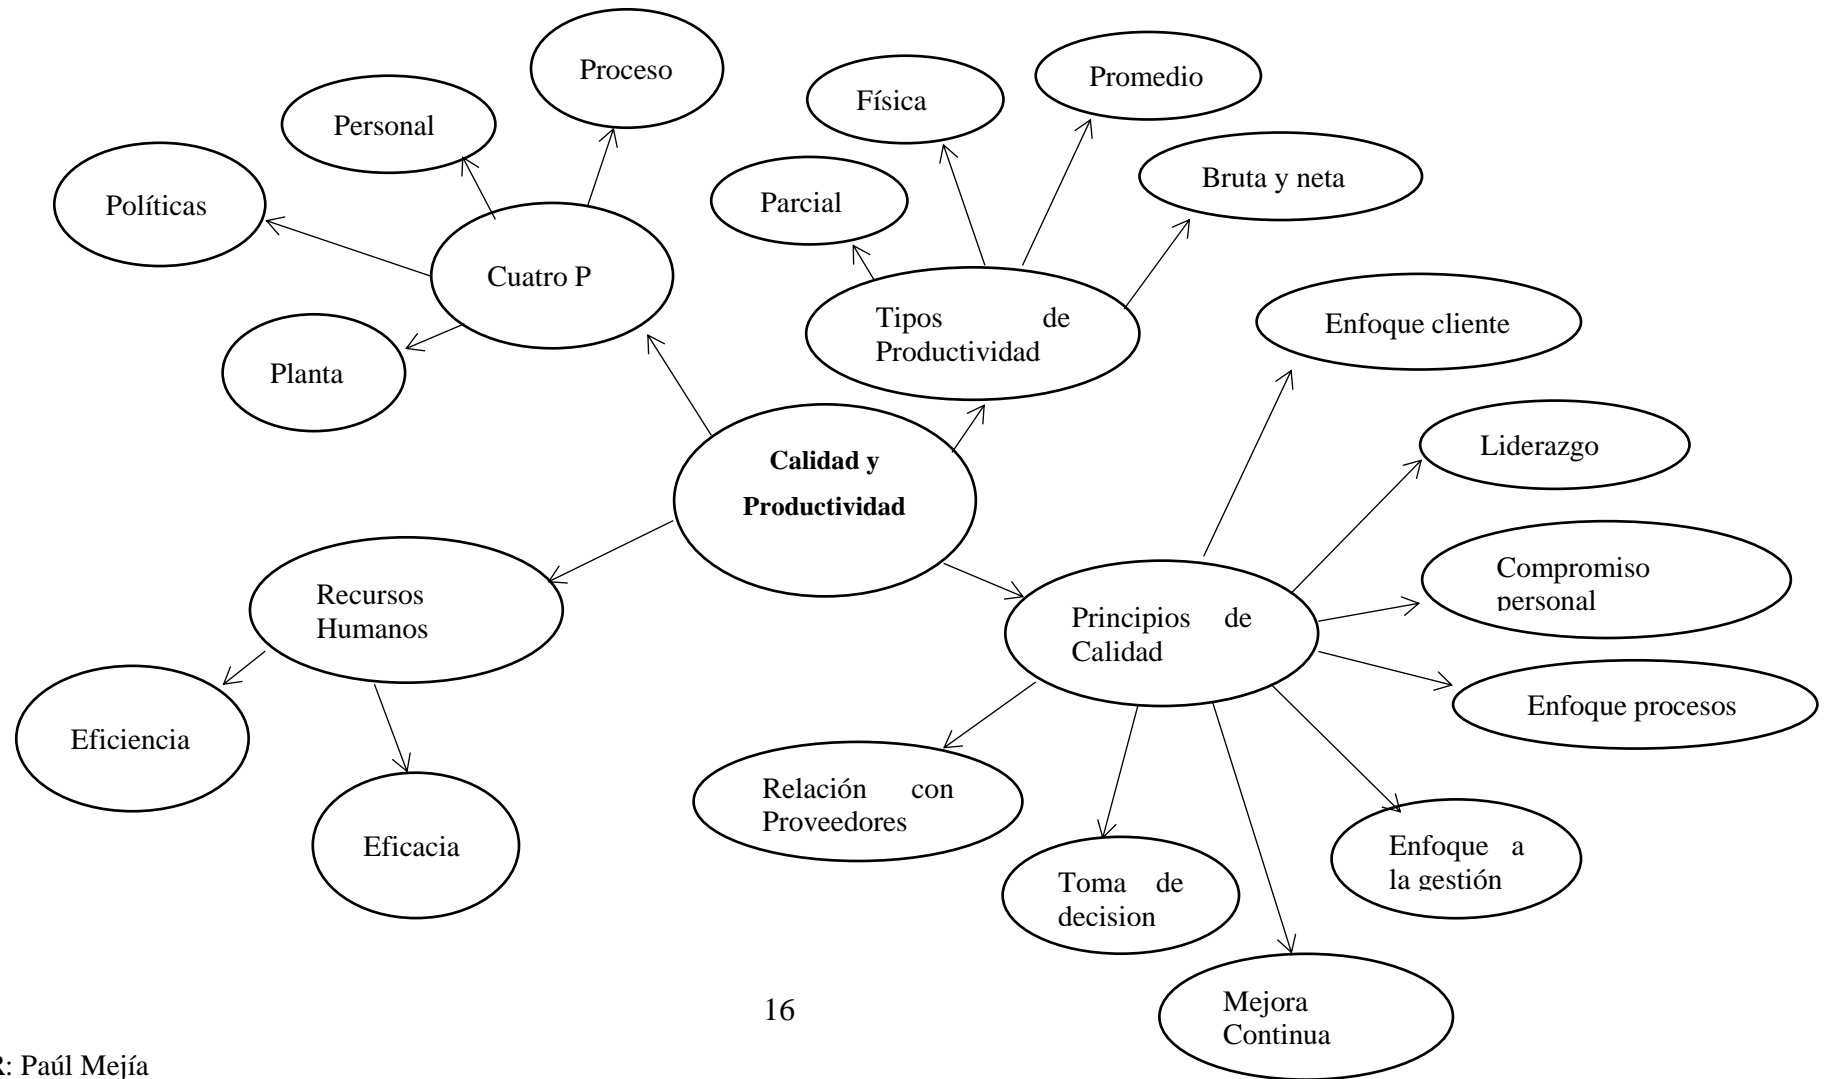 Proceso
Promedio
Física
Personal
Bruta y neta
Parcial
Políticas
Cuatro P
Tipos de
Productividad
Enfoque cliente
Planta
Liderazgo
Calidad y
Productividad
Compromiso
personal
Recursos
Humanos
Principios de
Calidad
Enfoque procesos
Eficiencia
Relación con
Proveedores
Eficacia
Enfoque a
la gestión
Toma de
decision
Mejora
Continua
16
R: Paúl Mejía